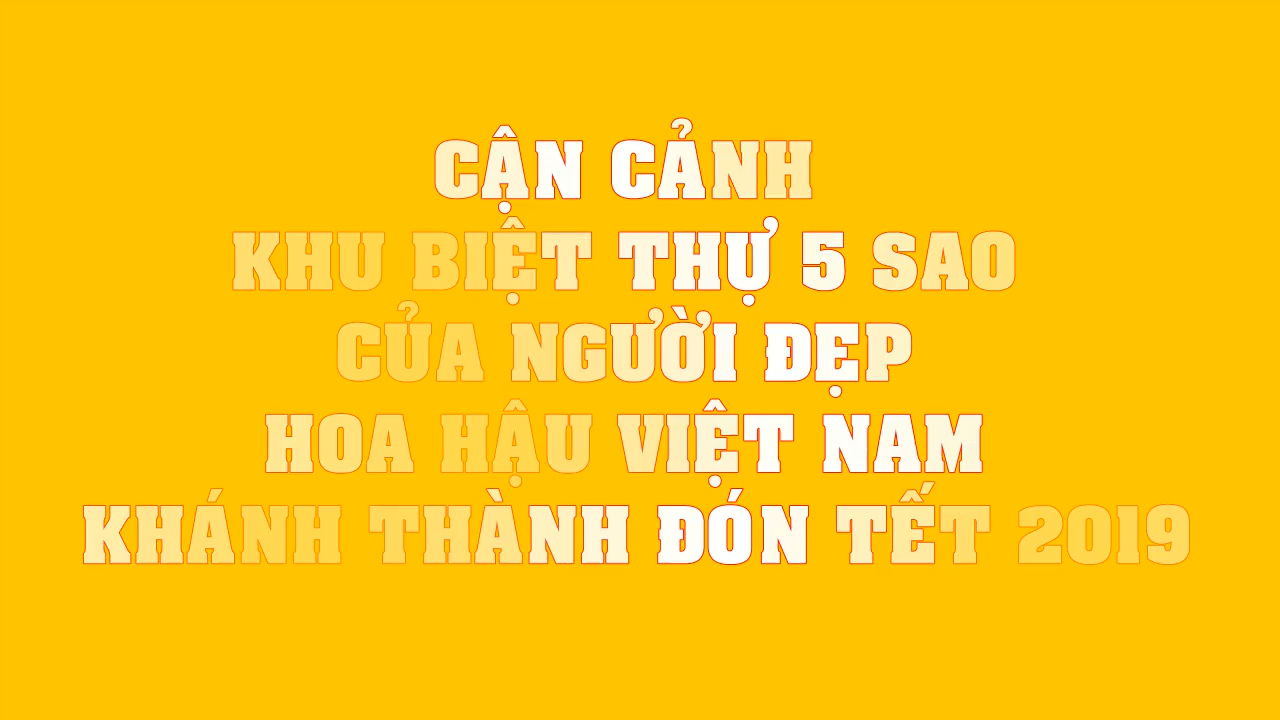 CẬN CẢNH
KHU BIỆT THỰ 5 SAO
CỦA NGƯỜI ĐẸP
HOA HẬU VIỆT NAM
KHÁNH THÀNH ĐÓN TẾT 2019